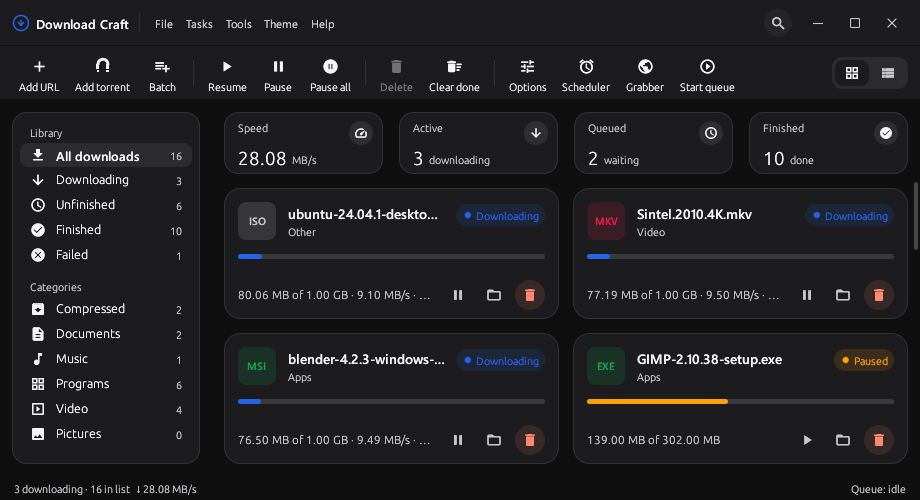 Download Craft File Tasks Tools Theme Help
Add URL Add torrent Batch Resume Pause Pause all Delete Clear done Options Scheduler Grabber Start queue
Library
All downloads 16
Downloading 3
Unfinished 6
Finished 10
Failed 1
Categories
Compressed 2
Documents 2
Music 1
Programs 6
Video 4
Pictures 0
Speed
28.08 MB/s
Active
3 downloading
Queued
2 waiting
Finished
10 done
ISO
ubuntu-24.04.1-deskto... Downloading
Other
80.06 MB of 1.00 GB · 9.10 MB/s · ...
MKV
Sintel.2010.4K.mkv Downloading
Video
77.19 MB of 1.00 GB · 9.50 MB/s · ...
MSI
blender-4.2.3-windows-... Downloading
Apps
76.50 MB of 1.00 GB · 9.49 MB/s · ...
EXE
GIMP-2.10.38-setup.exe Paused
Apps
139.00 MB of 302.00 MB
3 downloading · 16 in list ↓28.08 MB/s Queue: idle